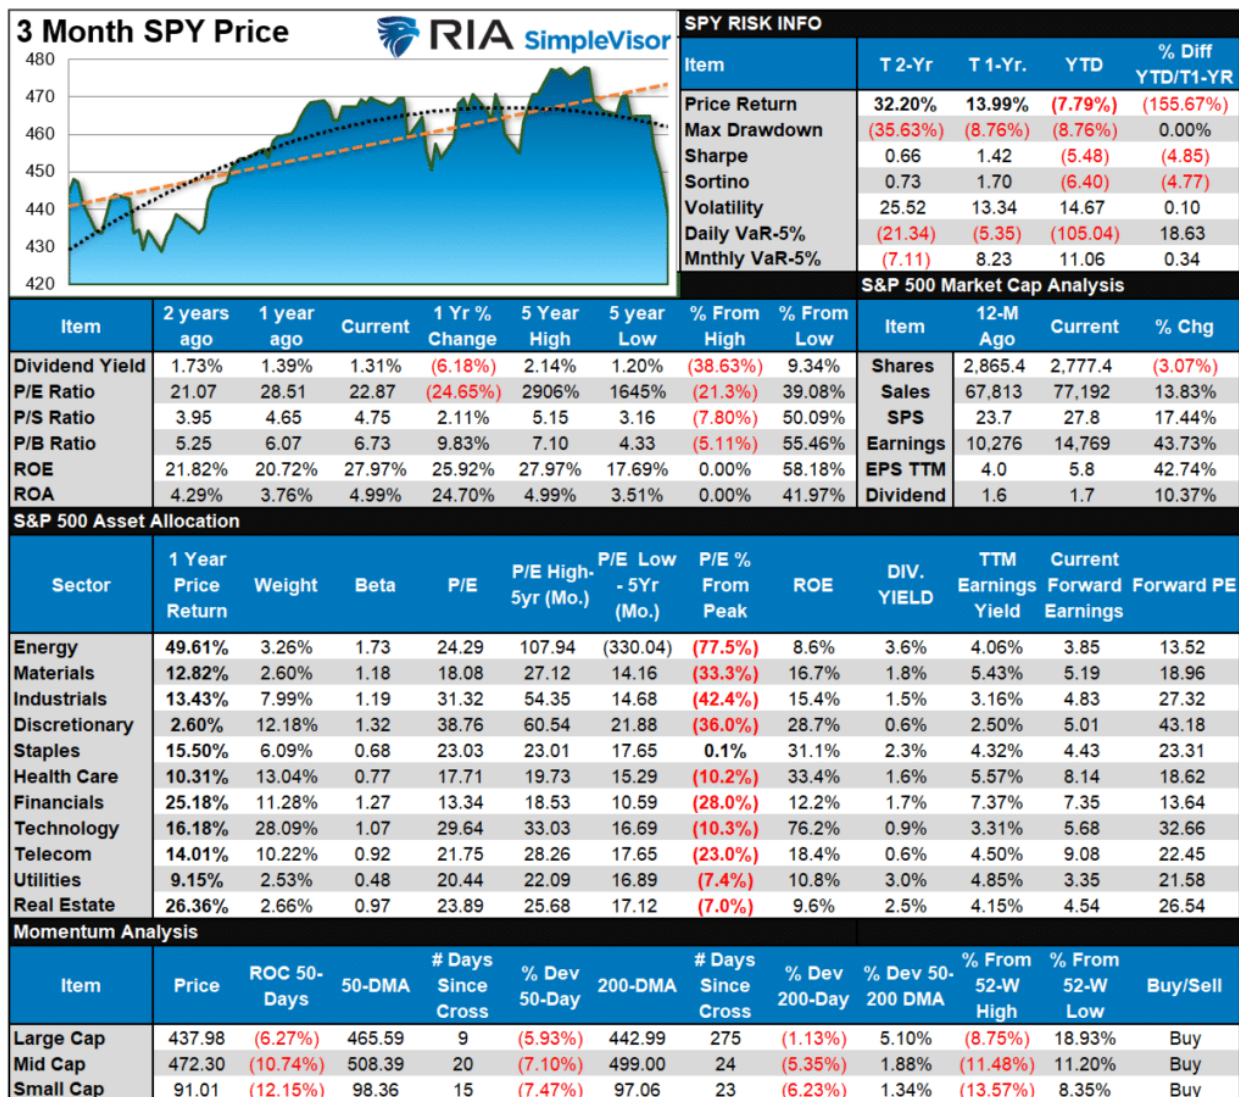 3 Month SPY Price
RIA SimpleVisor
480
470
460
450
440
430
420
SPY RISK INFO
Item T 2-Yr T 1-Yr. YTD % Diff YTD/T1-YR
Price Return 32.20% 13.99% (7.79%) (155.67%)
Max Drawdown (35.63%) (8.76%) (8.76%) 0.00%
Sharpe 0.66 1.42 (5.48) (4.85)
Sortino 0.73 1.70 (6.40) (4.77)
Volatility 25.52 13.34 14.67 0.10
Daily VaR-5% (21.34) (5.35) (105.04) 18.63
Mnthly VaR-5% (7.11) 8.23 11.06 0.34
Item 2 years ago 1 year ago Current 1 Yr % Change 5 Year High 5 year Low % From High % From Low
Dividend Yield 1.73% 1.39% 1.31% (6.18%) 2.14% 1.20% (38.63%) 9.34%
P/E Ratio 21.07 28.51 22.87 (24.65%) 2906% 1645% (21.3%) 39.08%
P/S Ratio 3.95 4.65 4.75 2.11% 5.15 3.16 (7.80%) 50.09%
P/B Ratio 5.25 6.07 6.73 9.83% 7.10 4.33 (5.11%) 55.46%
ROE 21.82% 20.72% 27.97% 25.92% 27.97% 17.69% 0.00% 58.18%
ROA 4.29% 3.76% 4.99% 24.70% 4.99% 3.51% 0.00% 41.97%
S&P 500 Market Cap Analysis
Item 12-M Ago Current % Chg
Shares 2,865.4 2,777.4 (3.07%)
Sales 67,813 77,192 13.83%
SPS 23.7 27.8 17.44%
Earnings 10,276 14,769 43.73%
EPS TTM 4.0 5.8 42.74%
Dividend 1.6 1.7 10.37%
S&P 500 Asset Allocation
Sector 1 Year Price Return Weight Beta P/E P/E High- 5yr (Mo.) P/E Low - 5Yr (Mo.) P/E % From Peak ROE DIV. YIELD TTM Earnings Yield Current Forward Earnings Forward PE
Energy 49.61% 3.26% 1.73 24.29 107.94 (330.04) (77.5%) 8.6% 3.6% 4.06% 3.85 13.52
Materials 12.82% 2.60% 1.18 18.08 27.12 14.16 (33.3%) 16.7% 1.8% 5.43% 5.19 18.96
Industrials 13.43% 7.99% 1.19 31.32 54.35 14.68 (42.4%) 15.4% 1.5% 3.16% 4.83 27.32
Discretionary 2.60% 12.18% 1.32 38.76 60.54 21.88 (36.0%) 28.7% 0.6% 2.50% 5.01 43.18
Staples 15.50% 6.09% 0.68 23.03 23.01 17.65 0.1% 31.1% 2.3% 4.32% 4.43 23.31
Health Care 10.31% 13.04% 0.77 17.71 19.73 15.29 (10.2%) 33.4% 1.6% 5.57% 8.14 18.62
Financials 25.18% 11.28% 1.27 13.34 18.53 10.59 (28.0%) 12.2% 1.7% 7.37% 7.35 13.64
Technology 16.18% 28.09% 1.07 29.64 33.03 16.69 (10.3%) 76.2% 0.9% 3.31% 5.68 32.66
Telecom 14.01% 10.22% 0.92 21.75 28.26 17.65 (23.0%) 18.4% 0.6% 4.50% 9.08 22.45
Utilities 9.15% 2.53% 0.48 20.44 22.09 16.89 (7.4%) 10.8% 3.0% 4.85% 3.35 21.58
Real Estate 26.36% 2.66% 0.97 23.89 25.68 17.12 (7.0%) 9.6% 2.5% 4.15% 4.54 26.54
Momentum Analysis
Item Price ROC 50-Days 50-DMA # Days Since Cross % Dev 50-Day 200-DMA # Days Since Cross % Dev 200-Day % Dev 50-200 DMA % From 52-W High % From 52-W Low Buy/Sell
Large Cap 437.98 (6.27%) 465.59 9 (5.93%) 442.99 275 (1.13%) 5.10% (8.75%) 18.93% Buy
Mid Cap 472.30 (10.74%) 508.39 20 (7.10%) 499.00 24 (5.35%) 1.88% (11.48%) 11.20% Buy
Small Cap 91.01 (12.15%) 98.36 15 (7.47%) 97.06 23 (6.23%) 1.34% (13.57%) 8.35% Buy